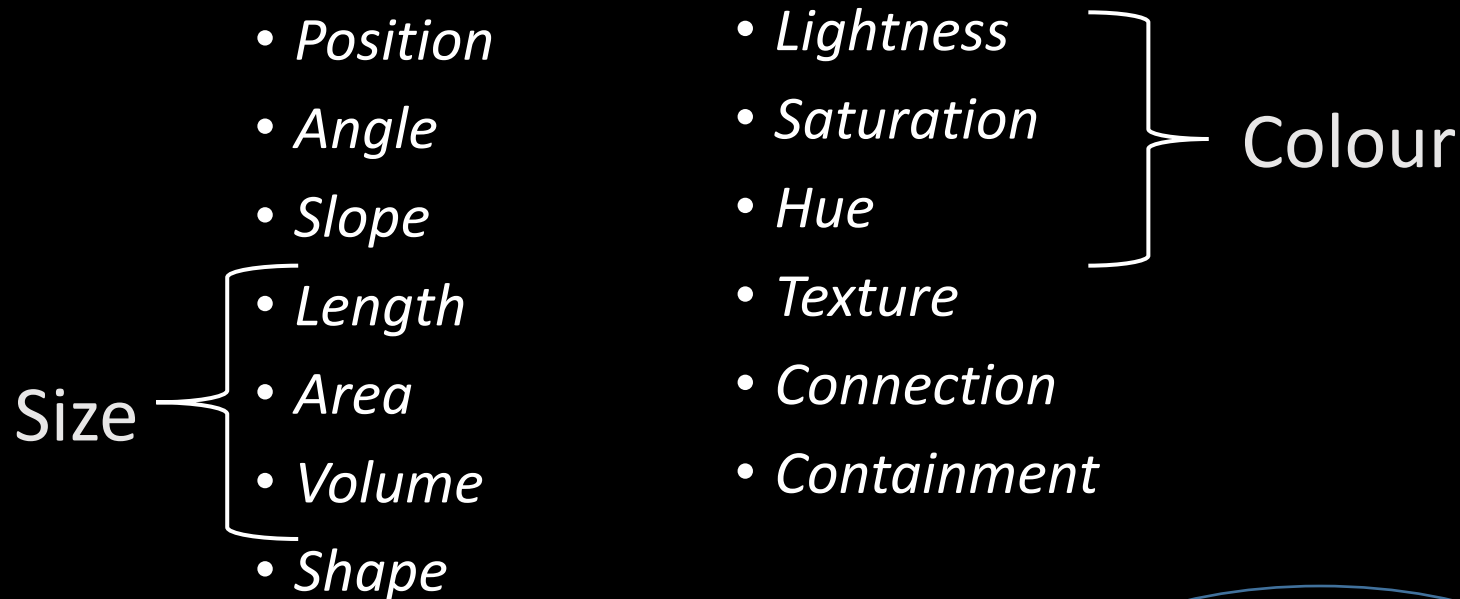 • Position
• Angle
• Slope
• Length
• Area
• Volume
• Shape
Size
• Lightness
• Saturation
• Hue
• Texture
• Connection
• Containment
Colour